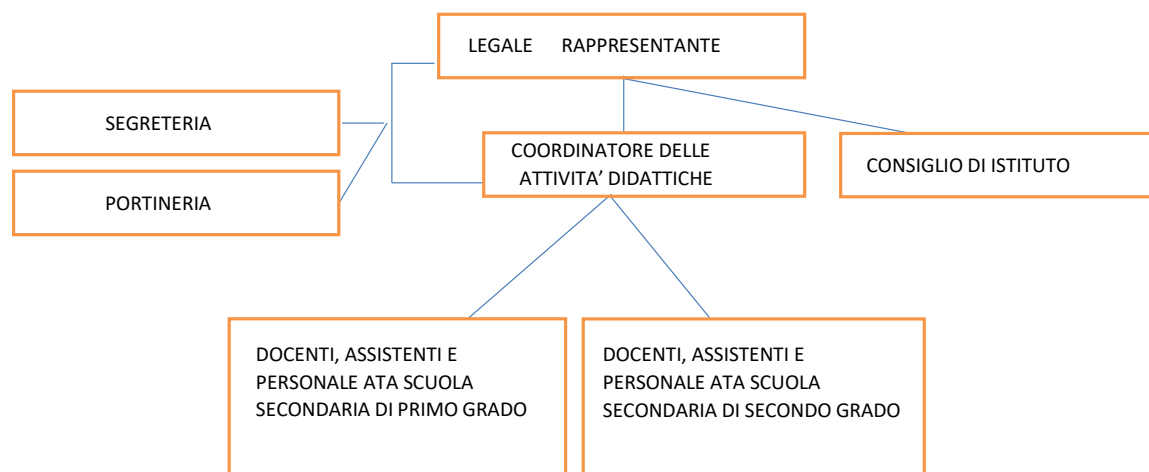 LEGALE RAPPRESENTANTE
SEGRETERIA
PORTINERIA
COORDINATORE DELLE
ATTIVITA’ DIDATTICHE
CONSIGLIO DI ISTITUTO
DOCENTI, ASSISTENTI E
PERSONALE ATA SCUOLA
SECONDARIA DI PRIMO GRADO
DOCENTI, ASSISTENTI E
PERSONALE ATA SCUOLA
SECONDARIA DI SECONDO GRADO